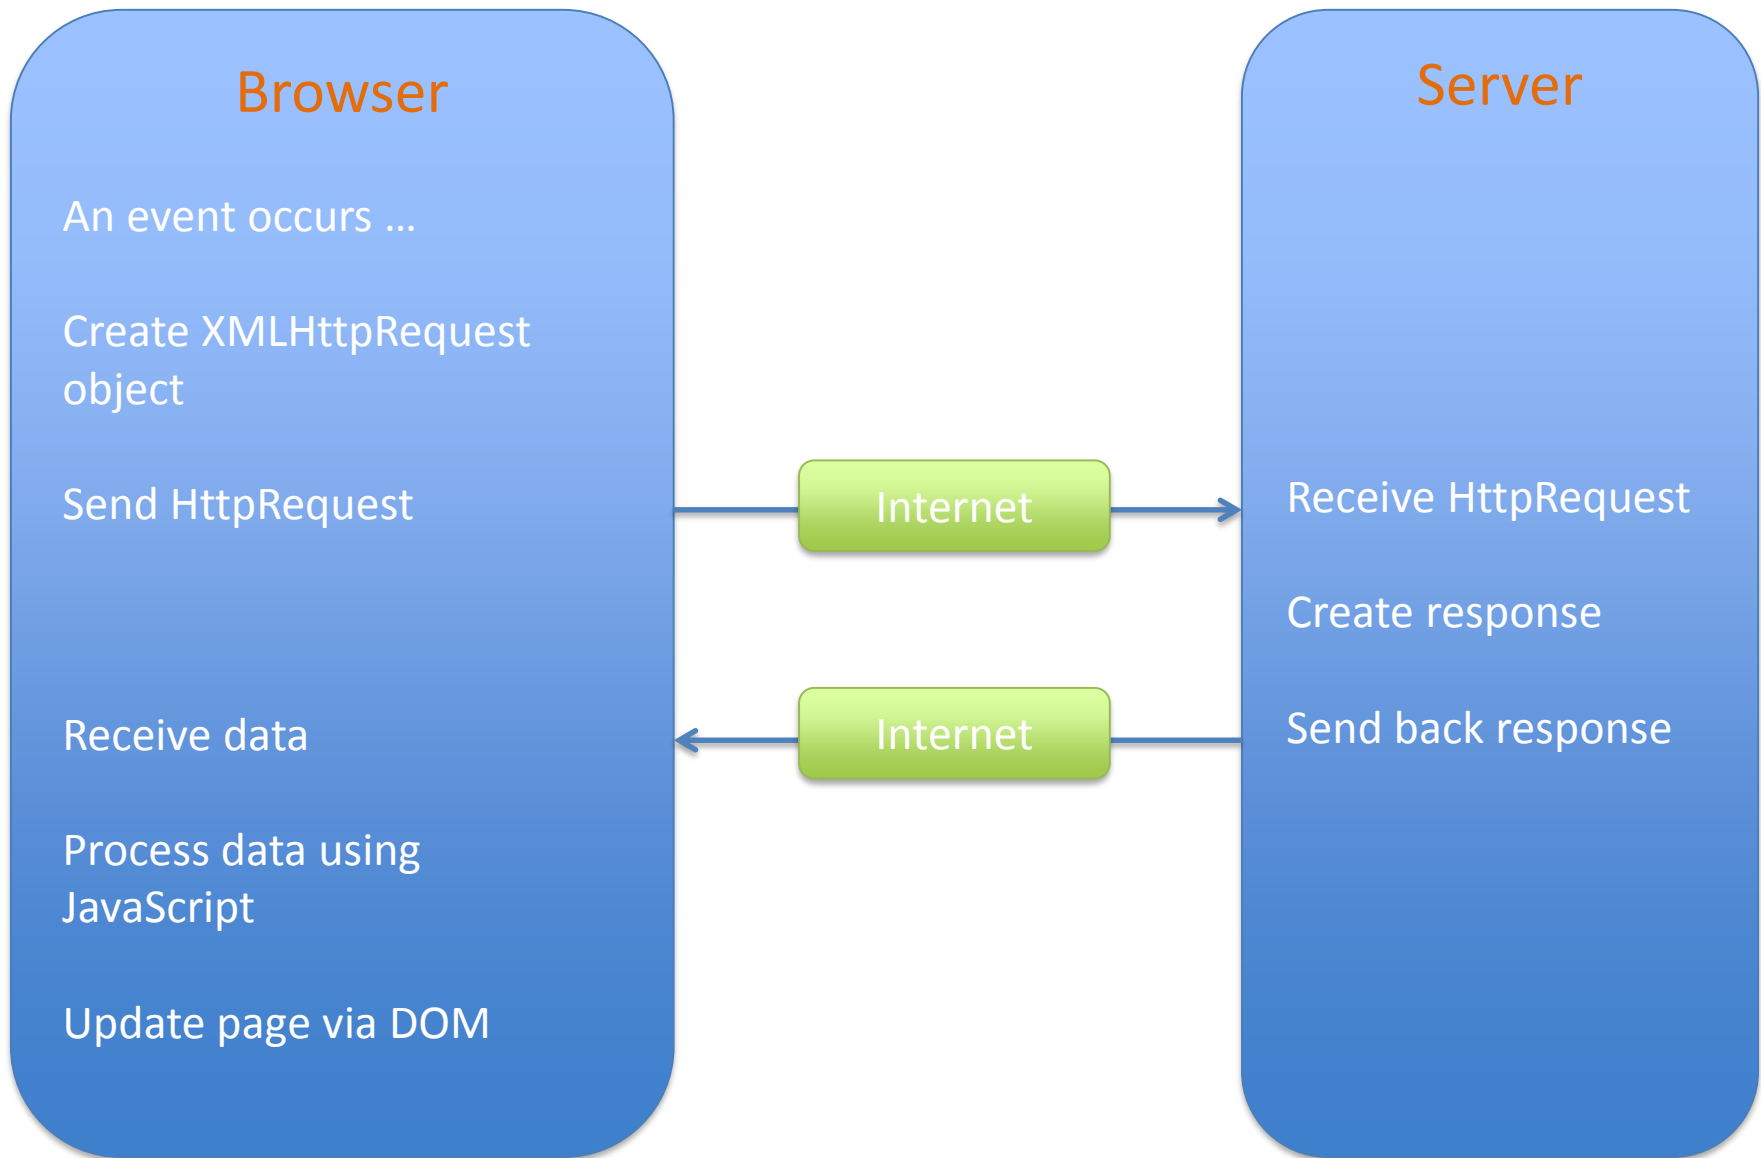 Browser
An event occurs …
Create XMLHttpRequest
object
Send HttpRequest
Receive data
Process data using
JavaScript
Update page via DOM
Internet
Internet
Server
Receive HttpRequest
Create response
Send back response